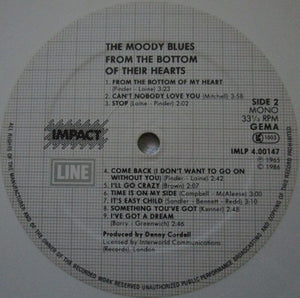 THE MOODY BLUES
FROM THE BOTTOM
OF THEIR HEARTS
1. FROM THE BOTTOM OF MY HEART
(Pinder - Laine) 3:23
2. CAN'T NOBODY LOVE YOU (Mitchell) 3:58
3. STOP (Laine - Pinder) 2:02
SIDE 2
MONO
33⅓ RPM
GEMA
IMPACT
LINE
IMLP 4.00147
Ⓟ 1965
© 1986
4. COME BACK (I DON'T WANT TO GO ON
WITHOUT YOU) (Pinder - Laine) 2:42
5. I'LL GO CRAZY (Brown) 2:08
6. TIME IS ON MY SIDE (Campbell - McAleese) 3:00
7. IT'S EASY CHILD (Sandler - Bennett - Redd) 3:10
8. SOMETHING YOU'VE GOT (Kenner) 2:48
9. I'VE GOT A DREAM
(Barry - Greenwich) 2:46
Produced by Denny Cordell
Licensed by Interworld Communications
(Records), London
ALL RIGHTS OF THE MANUFACTURER AND OF THE OWNER OF THE RECORDED WORK RESERVED UNAUTHORIZED PUBLIC PERFORMANCE BROADCASTING AND COPYING OF THIS RECORD PROHIBITED